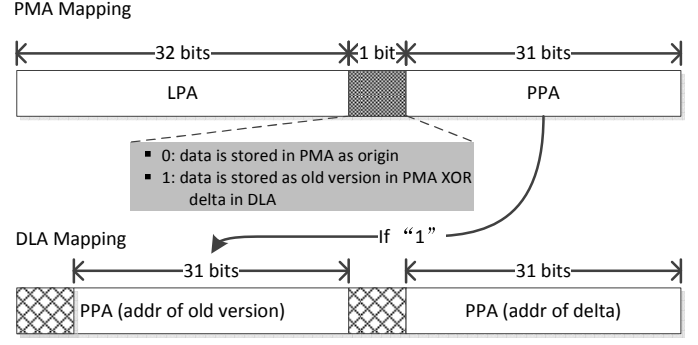 PMA Mapping
32 bits
1 bit
31 bits
LPA
PPA
▪ 0: data is stored in PMA as origin
▪ 1: data is stored as old version in PMA XOR
delta in DLA
DLA Mapping
If “1”
31 bits
31 bits
PPA (addr of old version)
PPA (addr of delta)